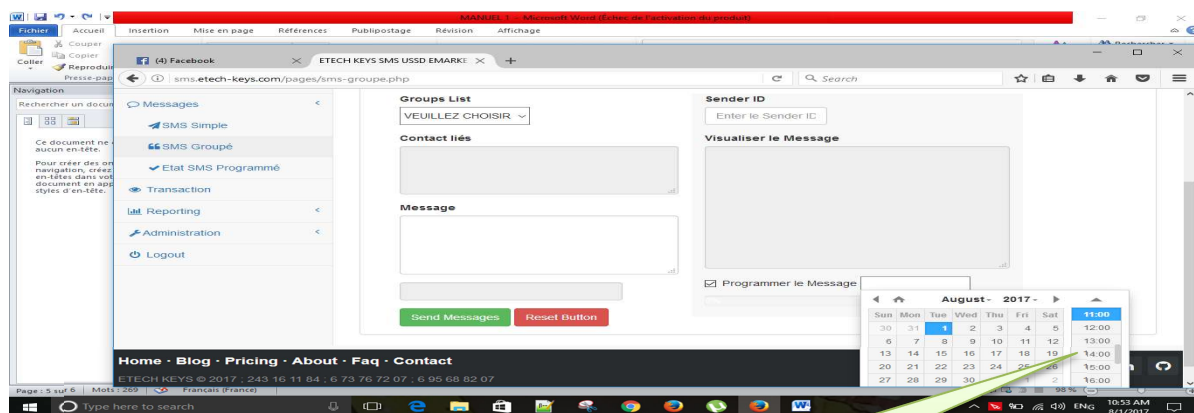 MANUEL 1 - Microsoft Word (Échec de l'activation du produit)
Fichier Accueil Insertion Mise en page Références Publipostage Révision Affichage
Couper
Copier
Coller
Reproduir
Presse-pap
Rechercher
(4) Facebook ETECH KEYS SMS USSD EMARKE
sms.etech-keys.com/pages/sms-groupe.php Search
Navigation
Rechercher un docun
Ce document ne
aucun en-tête.
Pour créer des on
navigation, créez
en-têtes dans vot
document en app
styles d'en-tête.
Messages
SMS Simple
SMS Groupé
Etat SMS Programmé
Transaction
Reporting
Administration
Logout
Groups List
VEUILLEZ CHOISIR
Contact liés
Message
Send Messages Reset Button
Sender ID
Enter le Sender ID
Visualiser le Message
Programmer le Message
August 2017
Sun Mon Tue Wed Thu Fri Sat
30 31 1 2 3 4 5
6 7 8 9 10 11 12
13 14 15 16 17 18 19
20 21 22 23 24 25 26
27 28 29 30 1 2
11:00
12:00
13:00
14:00
15:00
16:00
Home · Blog · Pricing · About · Faq · Contact
ETECH KEYS © 2017 ; 243 16 11 84 ; 6 73 76 72 07 ; 6 95 68 82 07
Page : 5 sur 6 Mots : 269 Français (France) 98 %
Type here to search
ENG 10:53 AM
8/1/2017